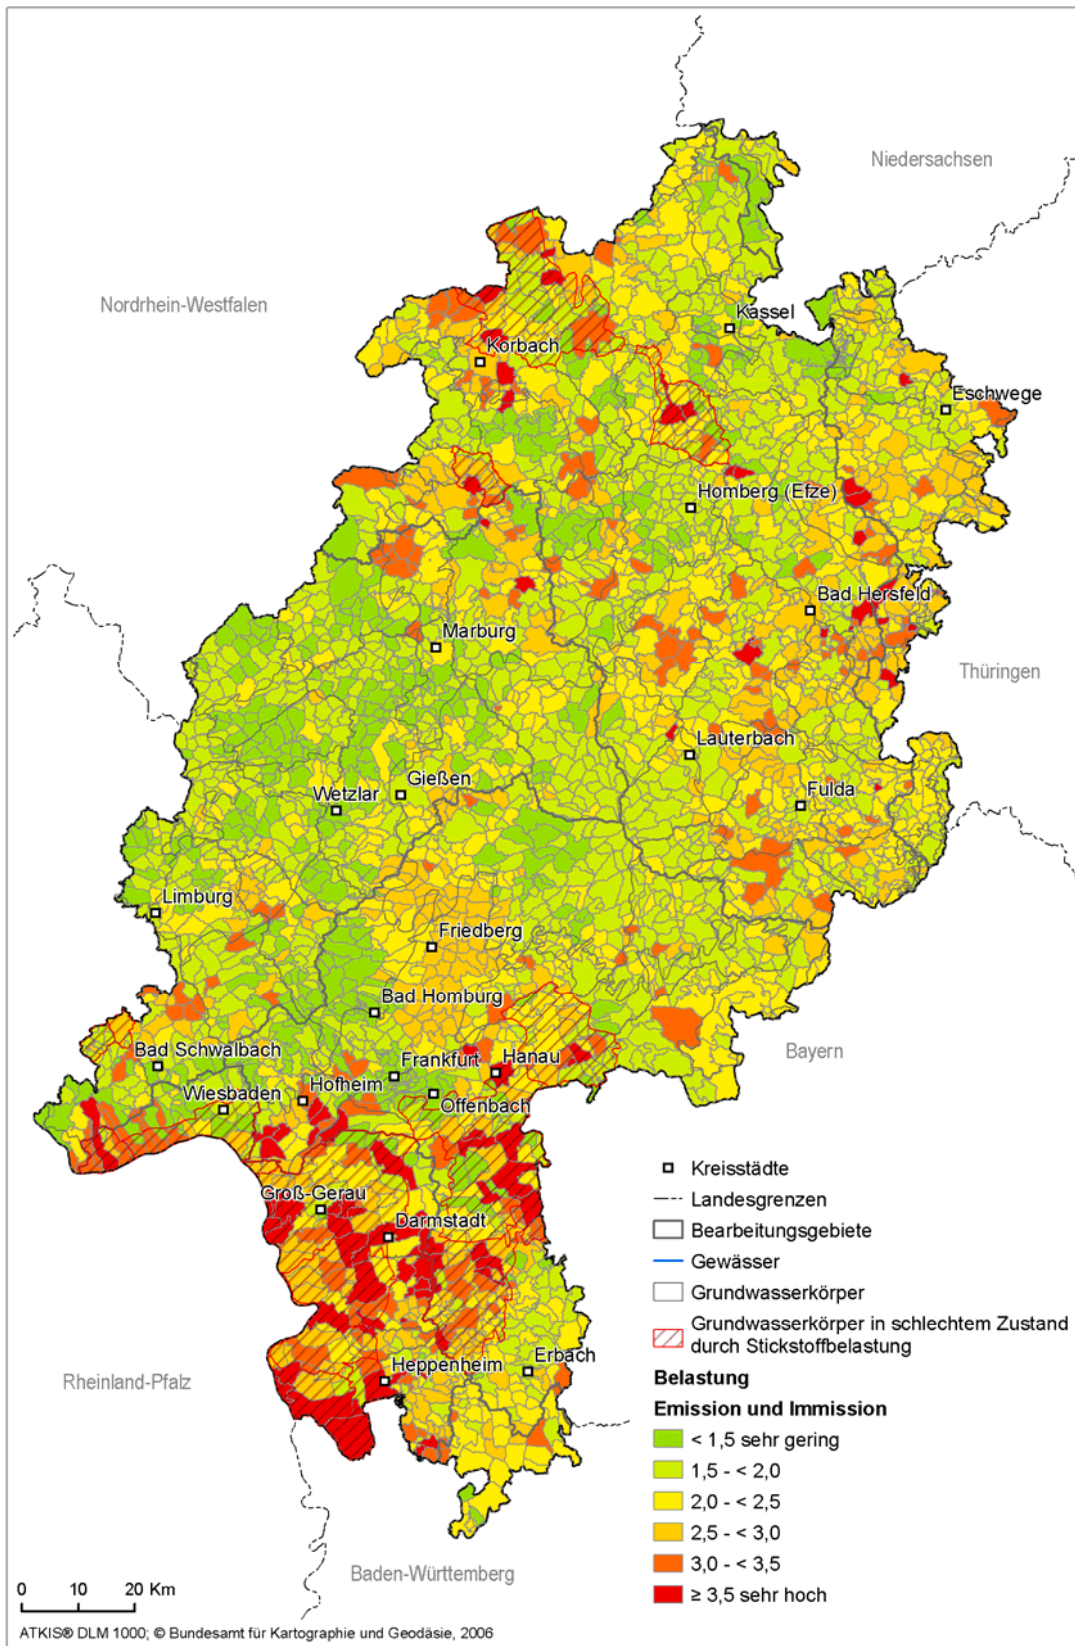 Niedersachsen
Nordrhein-Westfalen
Kassel
Korbach
Eschwege
Homberg (Efze)
Bad Hersfeld
Marburg
Thüringen
Lauterbach
Gießen
Wetzlar
Fulda
Limburg
Friedberg
Bad Homburg
Bayern
Bad Schwalbach
Frankfurt
Hanau
Wiesbaden
Hofheim
Offenbach
Groß-Gerau
Darmstadt
Heppenheim
Erbach
Rheinland-Pfalz
Baden-Württemberg
Kreisstädte
Landesgrenzen
Bearbeitungsgebiete
Gewässer
Grundwasserkörper
Grundwasserkörper in schlechtem Zustand
durch Stickstoffbelastung
Belastung
Emission und Immission
< 1,5 sehr gering
1,5 - < 2,0
2,0 - < 2,5
2,5 - < 3,0
3,0 - < 3,5
≥ 3,5 sehr hoch
0 10 20 Km
ATKIS® DLM 1000; © Bundesamt für Kartographie und Geodäsie, 2006